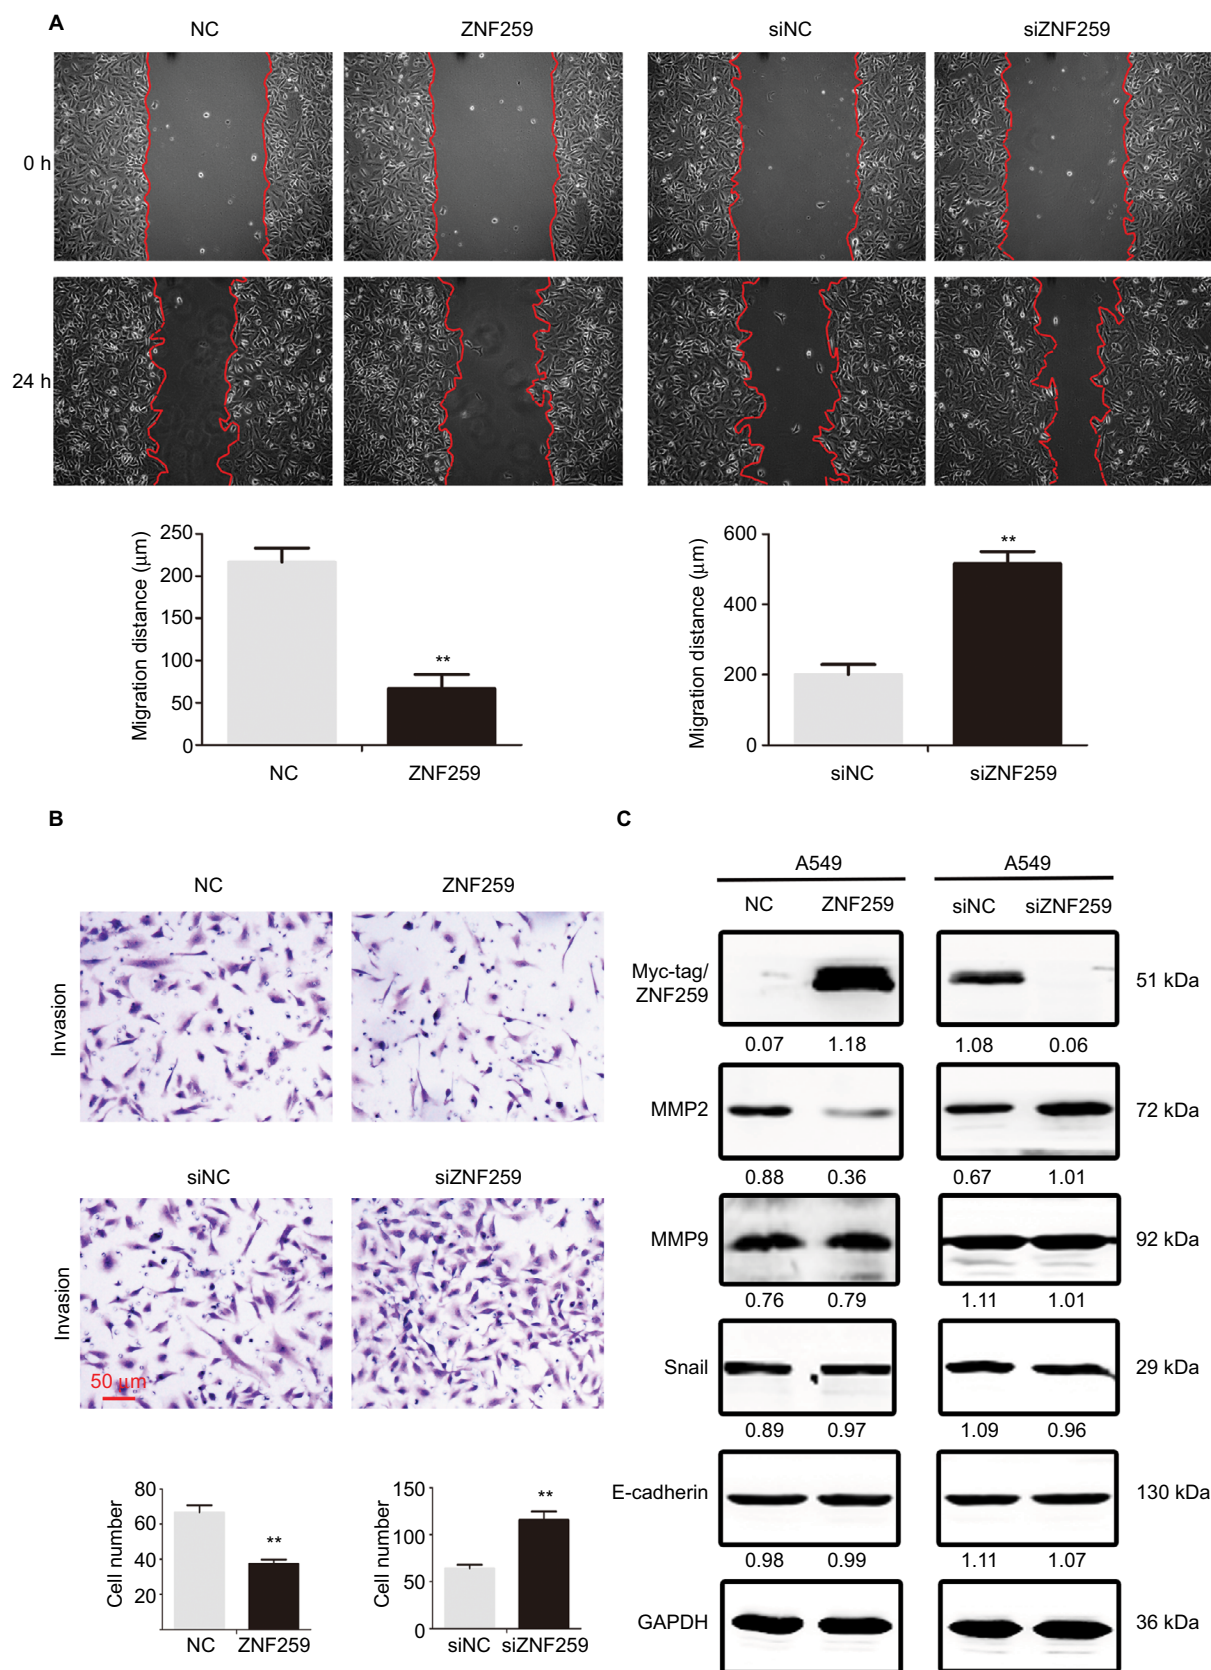 A
NC
ZNF259
siNC
siZNF259
0 h
24 h
Migration distance (μm)
250
200
150
100
50
0
**
NC
ZNF259
Migration distance (μm)
600
400
200
0
**
siNC
siZNF259
B
NC
ZNF259
Invasion
siNC
siZNF259
Invasion
50 μm
Cell number
80
60
40
20
**
NC
ZNF259
Cell number
150
100
50
0
**
siNC
siZNF259
C
A549
A549
NC
ZNF259
siNC
siZNF259
Myc-tag/
ZNF259
51 kDa
0.07
1.18
1.08
0.06
MMP2
72 kDa
0.88
0.36
0.67
1.01
MMP9
92 kDa
0.76
0.79
1.11
1.01
Snail
29 kDa
0.89
0.97
1.09
0.96
E-cadherin
130 kDa
0.98
0.99
1.11
1.07
GAPDH
36 kDa